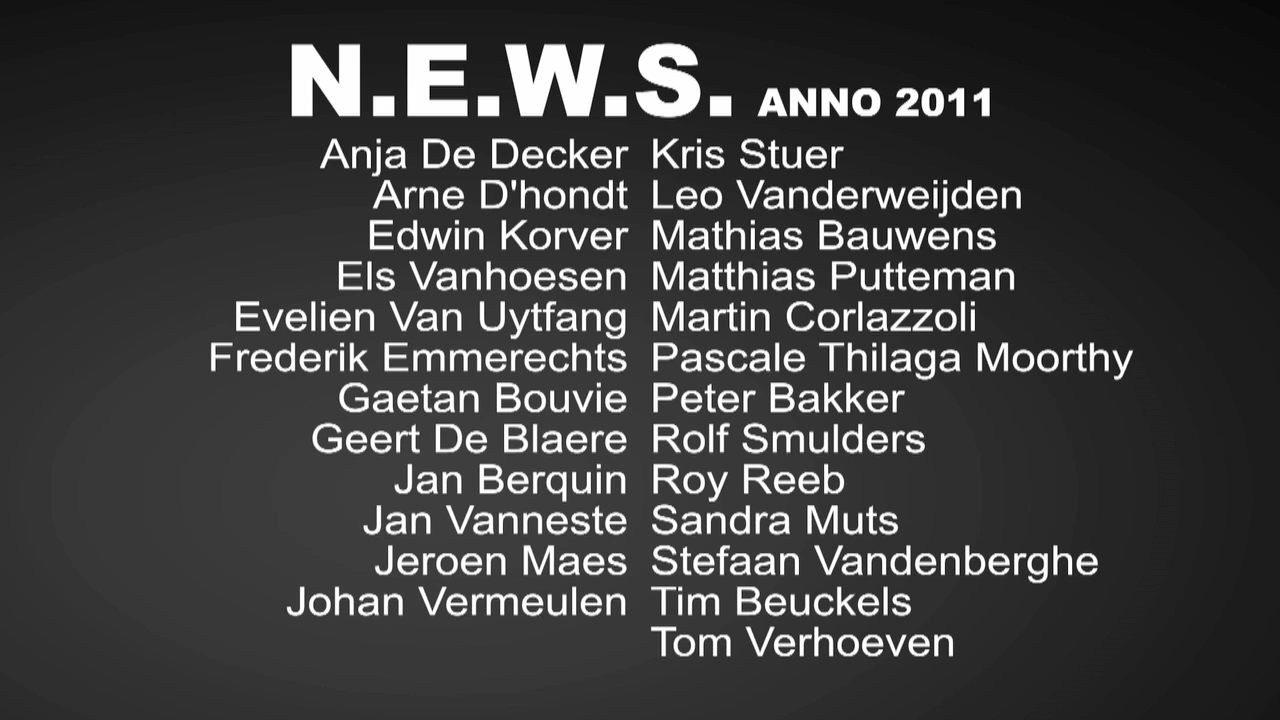 N.E.W.S. ANNO 2011
Anja De Decker Kris Stuer
Arne D'hondt Leo Vanderweijden
Edwin Korver Mathias Bauwens
Els Vanhoesen Matthias Putteman
Evelien Van Uytfang Martin Corlazzoli
Frederik Emmerechts Pascale Thilaga Moorthy
Gaetan Bouvie Peter Bakker
Geert De Blaere Rolf Smulders
Jan Berquin Roy Reeb
Jan Vanneste Sandra Muts
Jeroen Maes Stefaan Vandenberghe
Johan Vermeulen Tim Beuckels
Tom Verhoeven